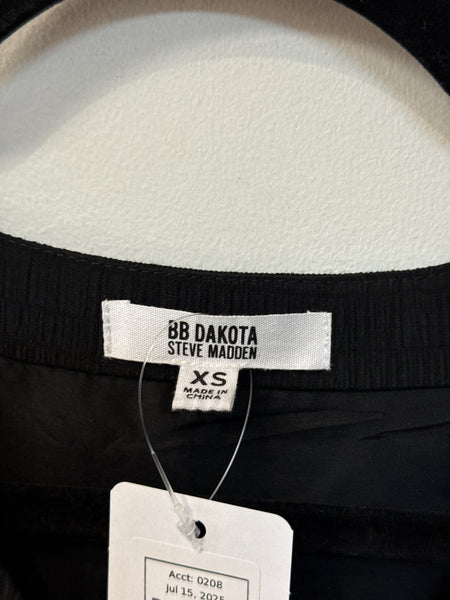 BB DAKOTA
STEVE MADDEN
XS
MADE IN
CHINA
Acct: 0208
Jul 15, 2025